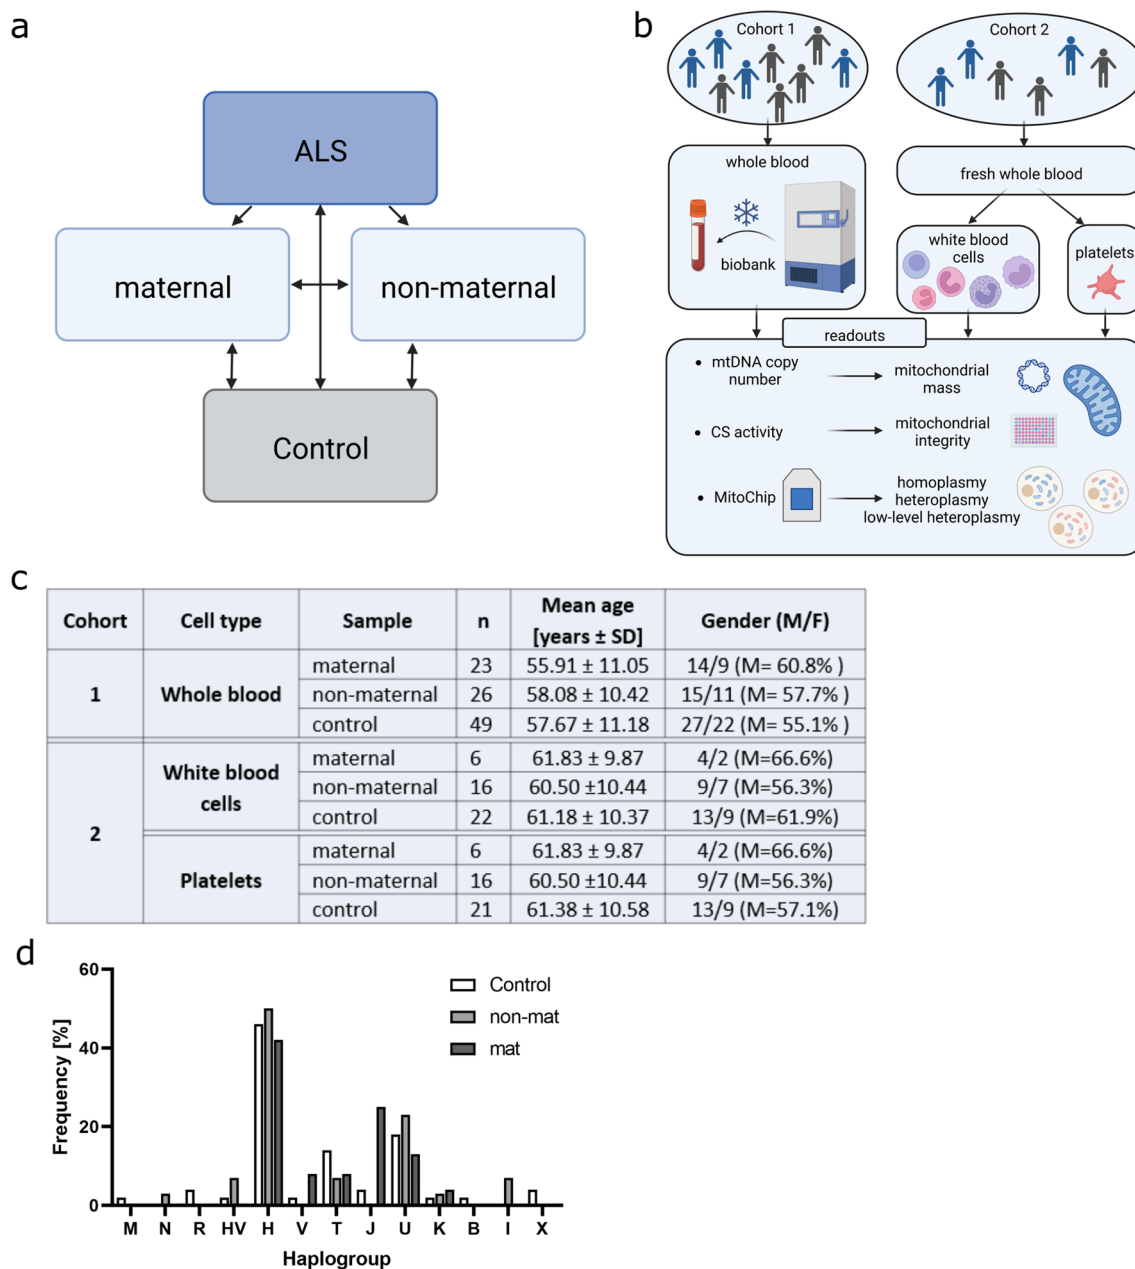 a
ALS
maternal
non-maternal
Control
b
Cohort 1
Cohort 2
whole blood
biobank
fresh whole blood
white blood
cells
platelets
readouts
• mtDNA copy
number
mitochondrial
mass
• CS activity
mitochondrial
integrity
• MitoChip
homoplasmy
heteroplasmy
low-level heteroplasmy
c
Cohort Cell type Sample n Mean age [years ± SD] Gender (M/F)
1 Whole blood maternal 23 55.91 ± 11.05 14/9 (M= 60.8% )
non-maternal 26 58.08 ± 10.42 15/11 (M= 57.7% )
control 49 57.67 ± 11.18 27/22 (M= 55.1% )
2 White blood cells maternal 6 61.83 ± 9.87 4/2 (M=66.6%)
non-maternal 16 60.50 ±10.44 9/7 (M=56.3%)
control 22 61.18 ± 10.37 13/9 (M=61.9%)
Platelets maternal 6 61.83 ± 9.87 4/2 (M=66.6%)
non-maternal 16 60.50 ±10.44 9/7 (M=56.3%)
control 21 61.38 ± 10.58 13/9 (M=57.1%)
d
Frequency [%]
60
40
20
0
Control
non-mat
mat
M N R HV H V T J U K B I X
Haplogroup